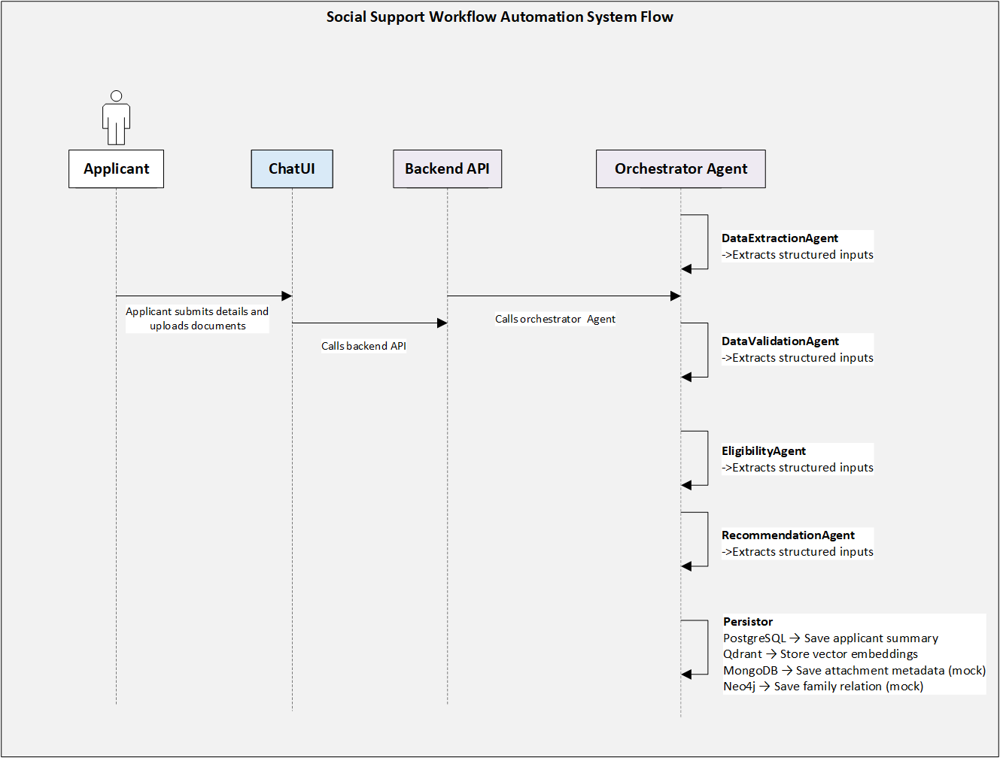 Social Support Workflow Automation System Flow
Applicant
ChatUI
Backend API
Orchestrator Agent
DataExtractionAgent
->Extracts structured inputs
Applicant submits details and
uploads documents
Calls backend API
Calls orchestrator  Agent
DataValidationAgent
->Extracts structured inputs
EligibilityAgent
->Extracts structured inputs
RecommendationAgent
->Extracts structured inputs
Persistor
PostgreSQL → Save applicant summary
Qdrant → Store vector embeddings
MongoDB → Save attachment metadata (mock)
Neo4j → Save family relation (mock)